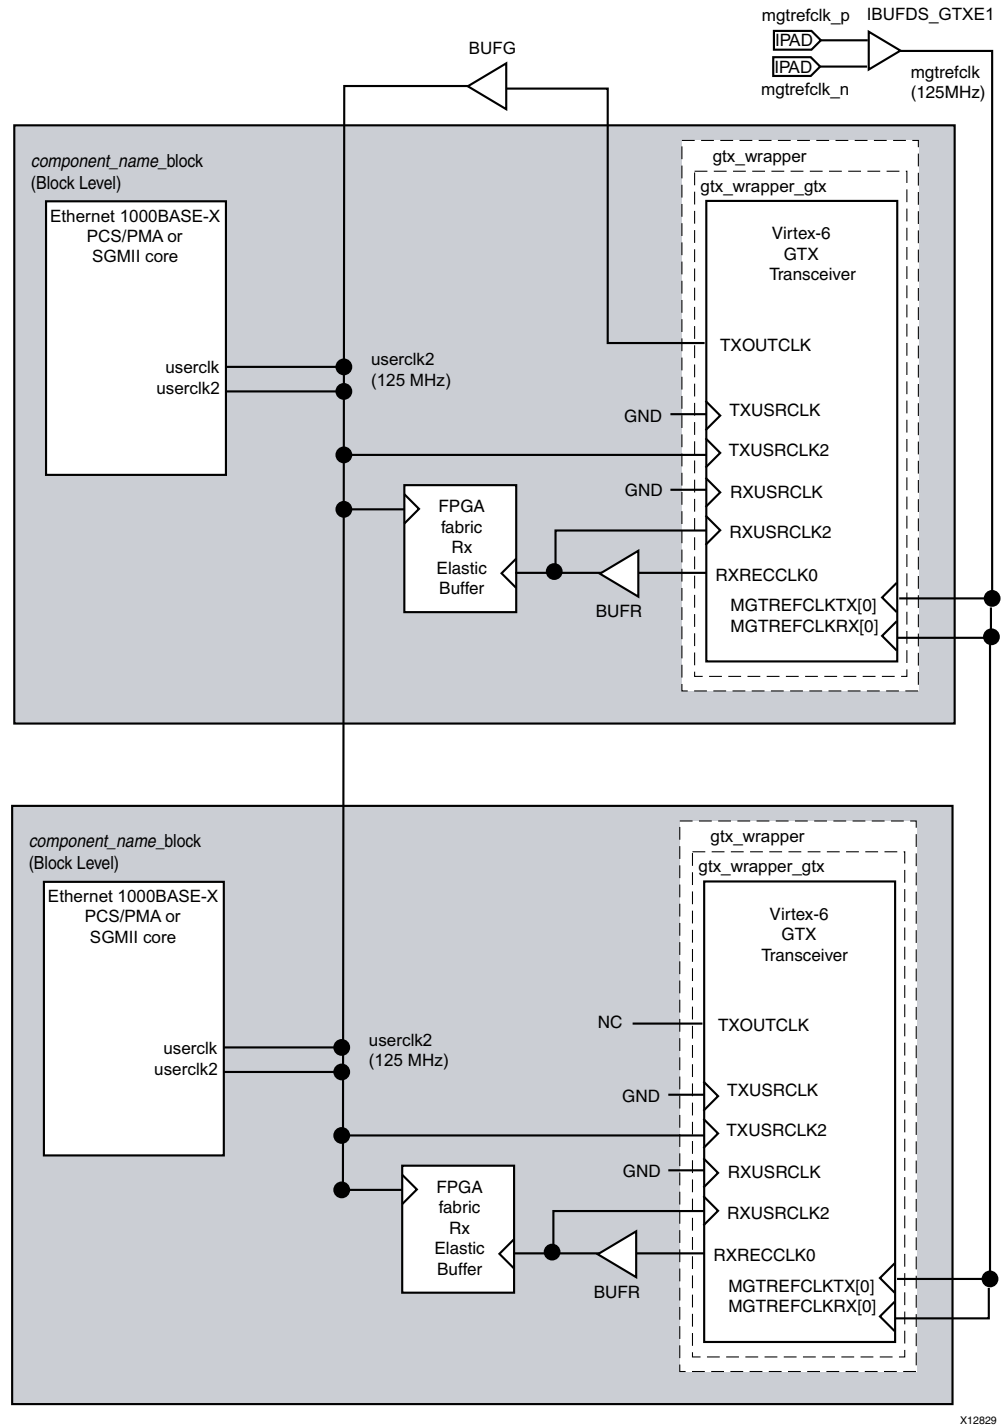 mgtrefclk_p
IBUFDS_GTXE1
IPAD
IPAD
mgtrefclk_n
mgtrefclk
(125MHz)
BUFG
component_name_block
(Block Level)
Ethernet 1000BASE-X
PCS/PMA or
SGMII core
userclk
userclk2
userclk2
(125 MHz)
gtx_wrapper
gtx_wrapper_gtx
Virtex-6
GTX
Transceiver
TXOUTCLK
GND
TXUSRCLK
TXUSRCLK2
GND
RXUSRCLK
RXUSRCLK2
RXRECCLK0
MGTREFCLKTX[0]
MGTREFCLKRX[0]
FPGA
fabric
Rx
Elastic
Buffer
BUFR
component_name_block
(Block Level)
Ethernet 1000BASE-X
PCS/PMA or
SGMII core
userclk
userclk2
userclk2
(125 MHz)
gtx_wrapper
gtx_wrapper_gtx
Virtex-6
GTX
Transceiver
NC
TXOUTCLK
GND
TXUSRCLK
TXUSRCLK2
GND
RXUSRCLK
RXUSRCLK2
RXRECCLK0
MGTREFCLKTX[0]
MGTREFCLKRX[0]
FPGA
fabric
Rx
Elastic
Buffer
BUFR
X12829